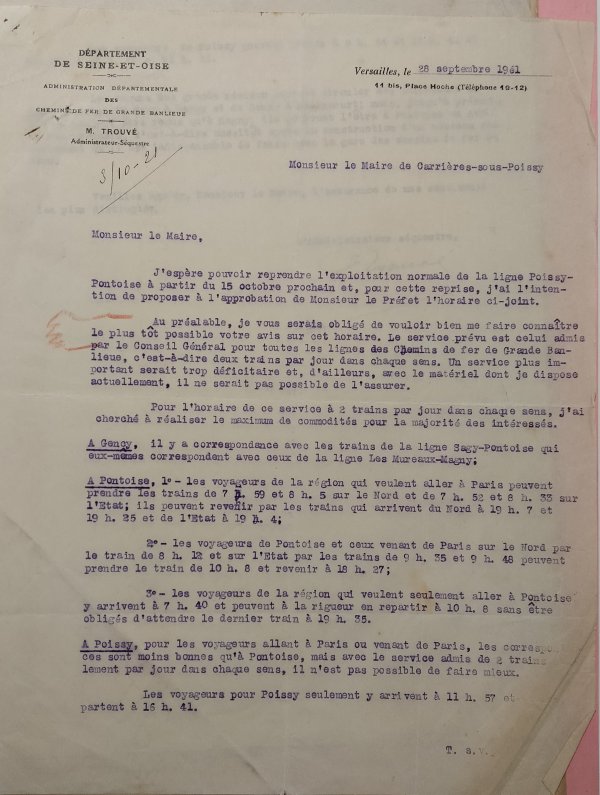 DÉPARTEMENT
DE SEINE-ET-OISE
ADMINISTRATION DÉPARTEMENTALE
DES
CHEMINS DE FER DE GRANDE BANLIEUE
M. TROUVÉ
Administrateur-Séquestre
3/10-21
Versailles, le 28 septembre 1921
11 bis, Place Hoche (Téléphone 19-12)
Monsieur le Maire de Carrières-sous-Poissy
Monsieur le Maire,
J'espère pouvoir reprendre l'exploitation normale de la ligne Poissy-
Pontoise à partir du 15 octobre prochain et, pour cette reprise, j'ai l'inten-
tion de proposer à l'approbation de Monsieur le Préfet l'horaire ci-joint.
Au préalable, je vous serais obligé de vouloir bien me faire connaître
le plus tôt possible votre avis sur cet horaire. Le service prévu est celui admis
par le Conseil Général pour toutes les lignes des Chemins de fer de Grande Ban-
lieue, c'est-à-dire deux trains par jour dans chaque sens. Un service plus im-
portant serait trop déficitaire et, d'ailleurs, avec le matériel dont je dispose
actuellement, il ne serait pas possible de l'assurer.
Pour l'horaire de ce service à 2 trains par jour dans chaque sens, j'ai
cherché à réaliser le maximum de commodités pour la majorité des intéressés.
A Gency, il y a correspondance avec les trains de la ligne Sagy-Pontoise qui
eux-mêmes correspondent avec ceux de la ligne Les Mureaux-Magny;
A Pontoise, 1°- les voyageurs de la région qui veulent aller à Paris peuvent
prendre les trains de 7 h. 59 et 8 h. 5 sur le Nord et de 7 h. 52 et 8 h. 33 sur
l'Etat; ils peuvent revenir par les trains qui arrivent du Nord à 19 h. 7 et
19 h. 25 et de l'Etat à 19 h. 4;
2°- les voyageurs de Pontoise et ceux venant de Paris sur le Nord par
le train de 8 h. 12 et sur l'Etat par les trains de 9 h. 35 et 9 h. 48 peuvent
prendre le train de 10 h. 8 et revenir à 18 h. 27;
3°- les voyageurs de la région qui veulent seulement aller à Pontoise
y arrivent à 7 h. 40 et peuvent à la rigueur en repartir à 10 h. 8 sans être
obligés d'attendre le dernier train à 19 h. 35.
A Poissy, pour les voyageurs allant à Paris ou venant de Paris, les correspon
ces sont moins bonnes qu'à Pontoise, mais avec le service admis de 2 trains
lement par jour dans chaque sens, il n'est pas possible de faire mieux.
Les voyageurs pour Poissy seulement y arrivent à 11 h. 57 et
partent à 16 h. 41.
T. S.V.